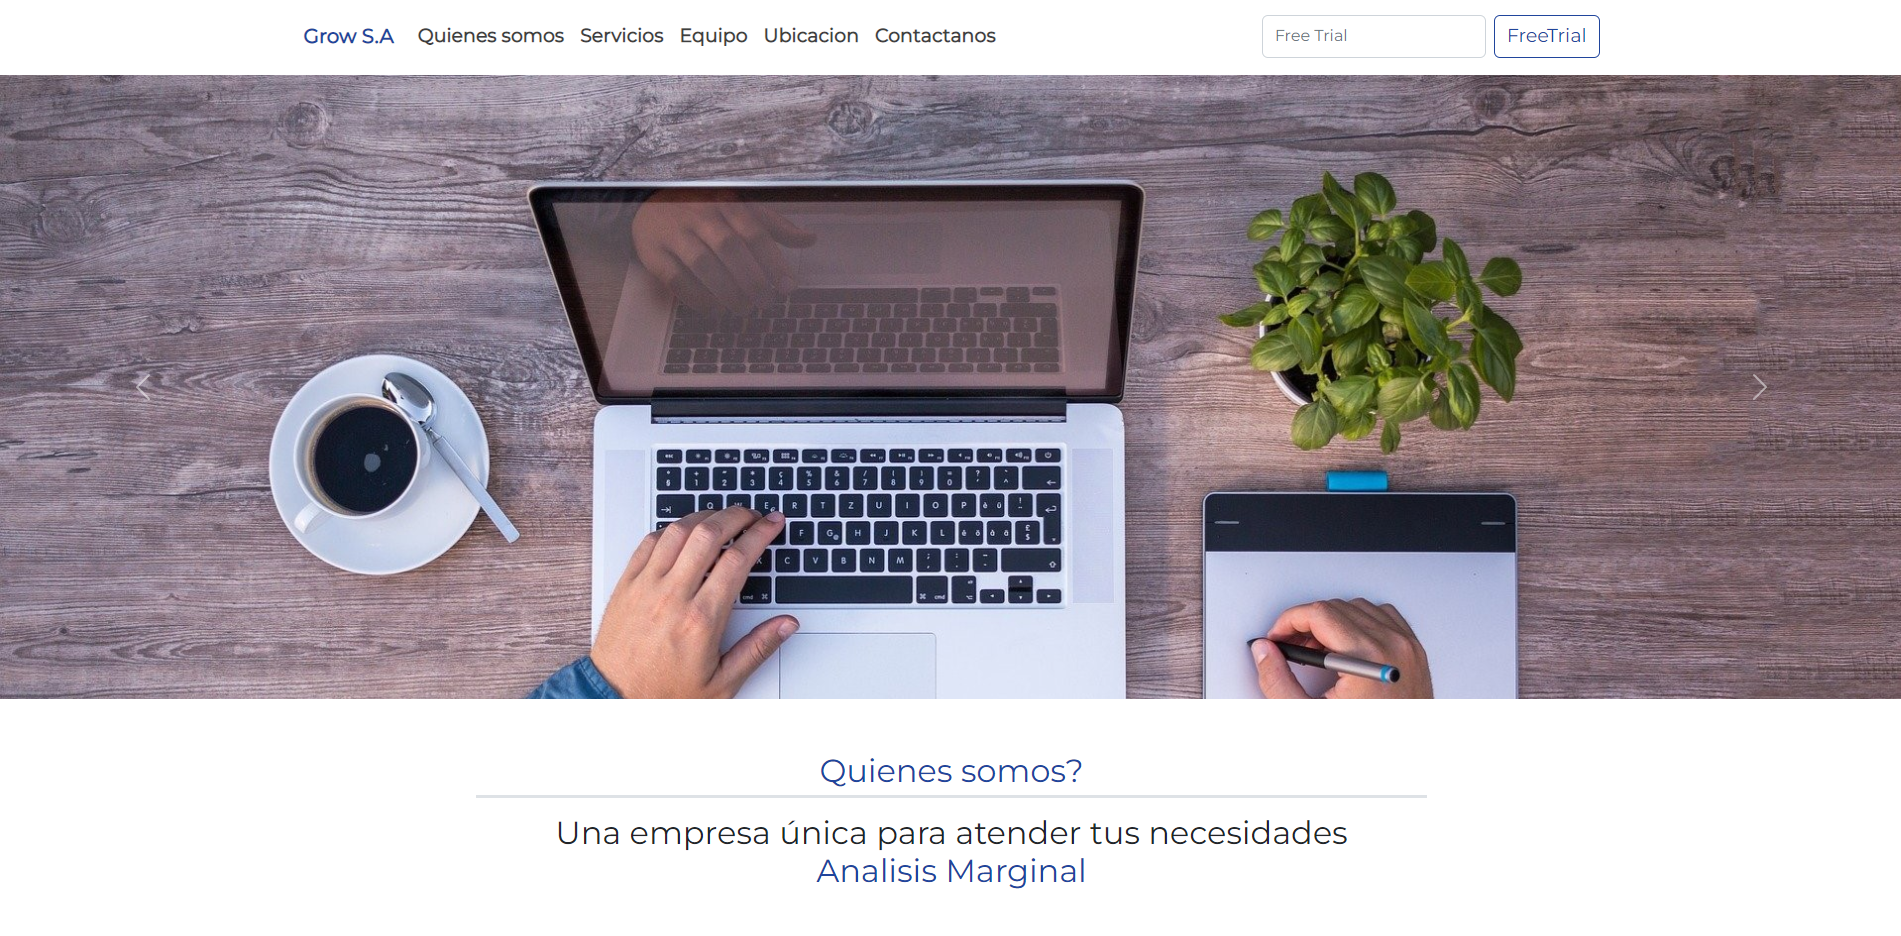 Grow S.A Quienes somos Servicios Equipo Ubicacion Contactanos Free Trial FreeTrial
Quienes somos?
Una empresa única para atender tus necesidades
Analisis Marginal